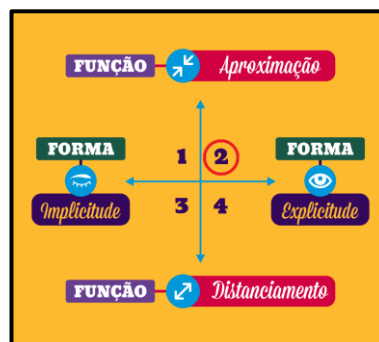 FUNÇÃO Aproximação
FORMA FORMA
1 2
Implicitude Explicitude
3 4
FUNÇÃO Distanciamento